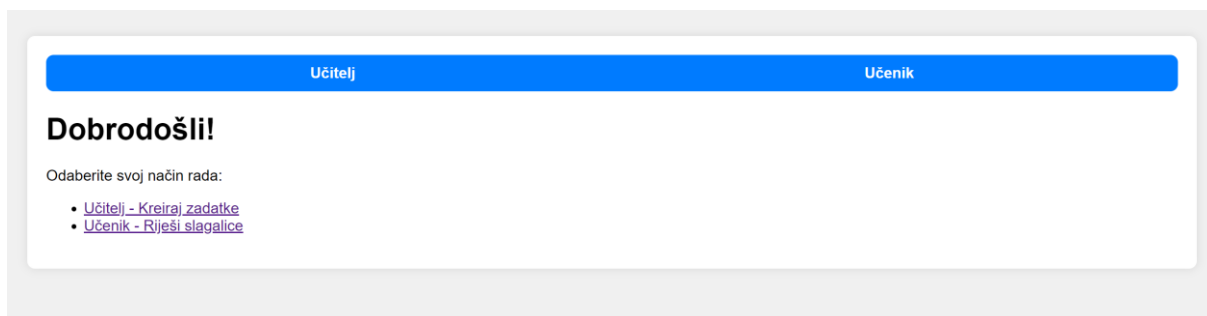 Učitelj Učenik
Dobrodošli!
Odaberite svoj način rada:
• Učitelj - Kreiraj zadatke
• Učenik - Riješi slagalice